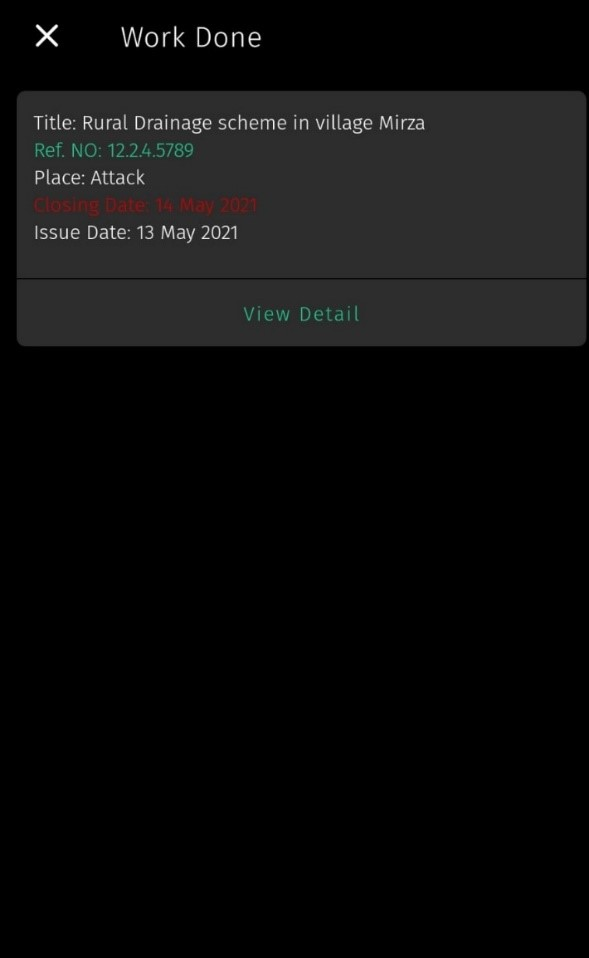 Work Done
Title: Rural Drainage scheme in village Mirza
Ref. NO: 12.2.4.5789
Place: Attack
Closing Date: 14 May 2021
Issue Date: 13 May 2021
View Detail